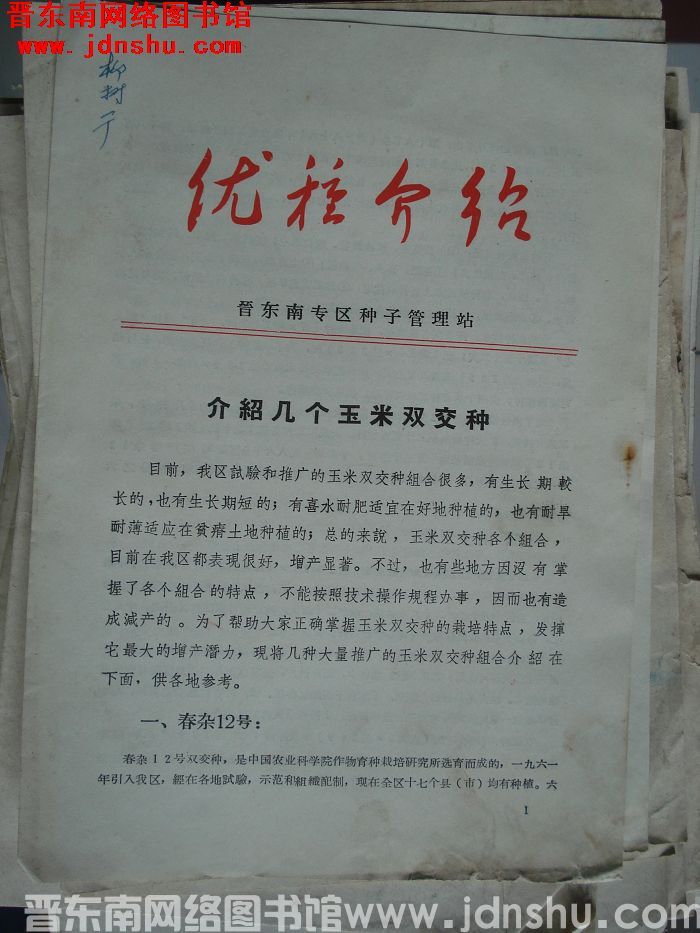 晋东南网络图书馆
www.jdnshu.com
柳树
优种介绍
晉东南专区种子管理站
介紹几个玉米双交种
目前，我区試驗和推广的玉米双交种組合很多，有生长期較
长的，也有生长期短的；有喜水耐肥适宜在好地种植的，也有耐旱
耐薄适应在貧瘠土地种植的；总的来說，玉米双交种各个組合，
目前在我区都表現很好，增产显著。不过，也有些地方因沒有掌
握了各个組合的特点，不能按照技术操作規程办事，因而也有造
成减产的。为了帮助大家正确掌握玉米双交种的栽培特点，发揮
它最大的增产潛力，現将几种大量推广的玉米双交种組合介紹在
下面，供各地参考。
一、春杂12号：
春杂12号双交种，是中国农业科学院作物育种栽培研究所选育而成的，一九六一
年引入我区，經在各地試驗，示范和組織配制，現在全区十七个县（市）均有种植。六
1
晋东南网络图书馆www.jdnshu.com